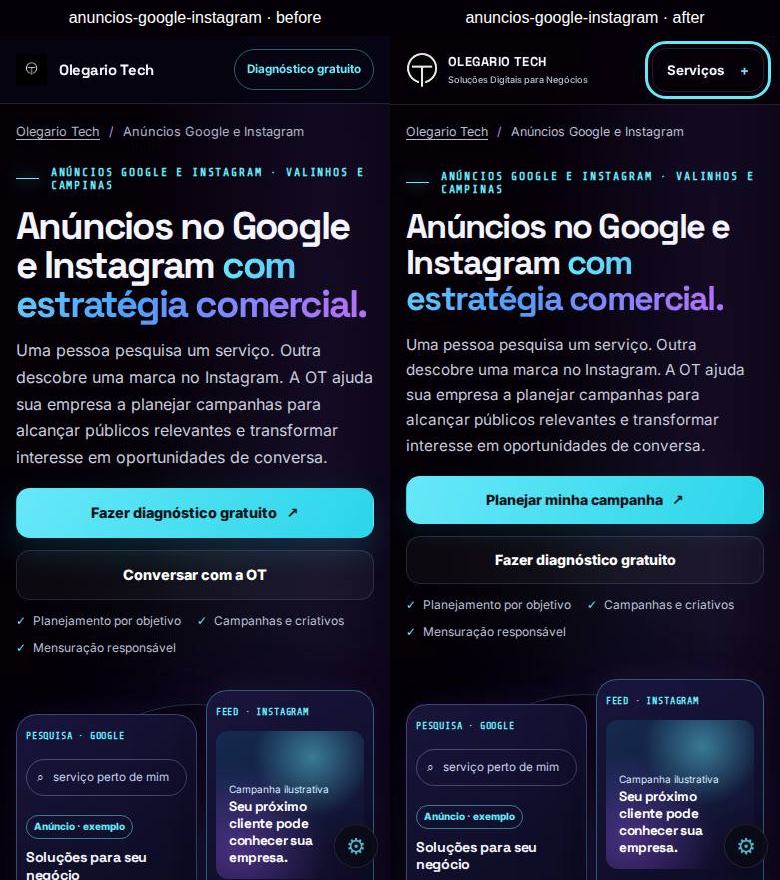 anuncios-google-instagram · before
Olegario Tech
Diagnóstico gratuito
Olegario Tech / Anúncios Google e Instagram
ANÚNCIOS GOOGLE E INSTAGRAM · VALINHOS E
CAMPINAS
Anúncios no Google
e Instagram com
estratégia comercial.
Uma pessoa pesquisa um serviço. Outra
descobre uma marca no Instagram. A OT ajuda
sua empresa a planejar campanhas para
alcançar públicos relevantes e transformar
interesse em oportunidades de conversa.
Fazer diagnóstico gratuito ↗
Conversar com a OT
✓ Planejamento por objetivo ✓ Campanhas e criativos
✓ Mensuração responsável
PESQUISA · GOOGLE
serviço perto de mim
Anúncio · exemplo
Soluções para seu
negócio
FEED · INSTAGRAM
Campanha ilustrativa
Seu próximo
cliente pode
conhecer sua
empresa.
anuncios-google-instagram · after
OLEGARIO TECH
Soluções Digitais para Negócios
Serviços +
Olegario Tech / Anúncios Google e Instagram
ANÚNCIOS GOOGLE E INSTAGRAM · VALINHOS E
CAMPINAS
Anúncios no Google e
Instagram com
estratégia comercial.
Uma pessoa pesquisa um serviço. Outra
descobre uma marca no Instagram. A OT ajuda
sua empresa a planejar campanhas para
alcançar públicos relevantes e transformar
interesse em oportunidades de conversa.
Planejar minha campanha ↗
Fazer diagnóstico gratuito
✓ Planejamento por objetivo ✓ Campanhas e criativos
✓ Mensuração responsável
PESQUISA · GOOGLE
serviço perto de mim
Anúncio · exemplo
Soluções para seu
negócio
FEED · INSTAGRAM
Campanha ilustrativa
Seu próximo
cliente pode
conhecer sua
empresa.